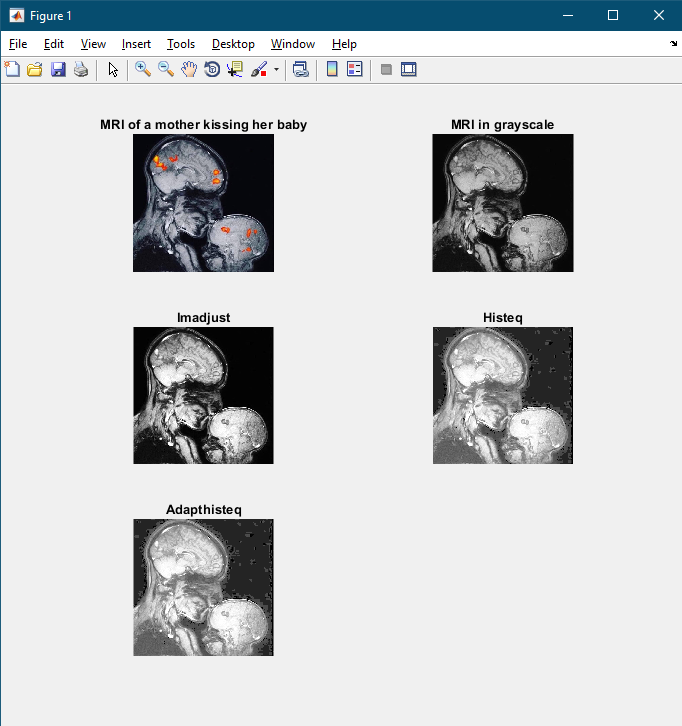 Figure 1
File Edit View Insert Tools Desktop Window Help
MRI of a mother kissing her baby
MRI in grayscale
Imadjust
Histeq
Adapthisteq